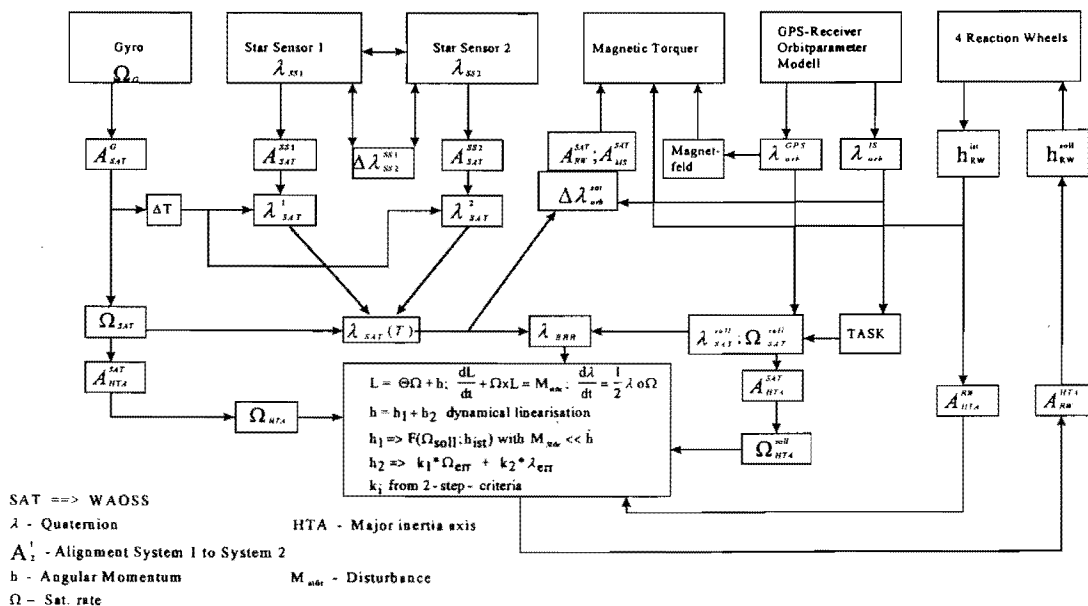 Gyro
Ω_G
Star Sensor 1
λ_SS1
Star Sensor 2
λ_SS2
Magnetic Torquer
GPS-Receiver
Orbitparameter
Modell
4 Reaction Wheels
A^G_SAT
A^SS1_SAT
Δλ^SS1_SS2
A^SS2_SAT
A^SAT_RW ; A^SAT_MS
Magnet-
feld
λ^GPS_orb
λ^IS_orb
h^ist_RW
h^soll_RW
ΔT
λ^1_SAT
λ^2_SAT
Δλ^sat_orb
Ω_SAT
λ_SAT (T)
λ_ERR
λ^soll_SAT ; Ω^soll_SAT
TASK
A^SAT_HTA
Ω_HTA
L = ΘΩ + h; dL/dt + ΩxL = M_stör ; dλ/dt = 1/2 λ o Ω
h = h1 + h2 dynamical linearisation
h1 => F(Ωsoll; hist) with M_stör << h
h2 => k1*Ωerr + k2*λerr
ki from 2-step- criteria
A^SAT_HTA
Ω^soll_HTA
A^RW_HTA
A^HTA_RW
SAT ==> WAOSS
λ - Quaternion
HTA - Major inertia axis
A^1_2 - Alignment System 1 to System 2
h - Angular Momentum
M_stör - Disturbance
Ω – Sat. rate